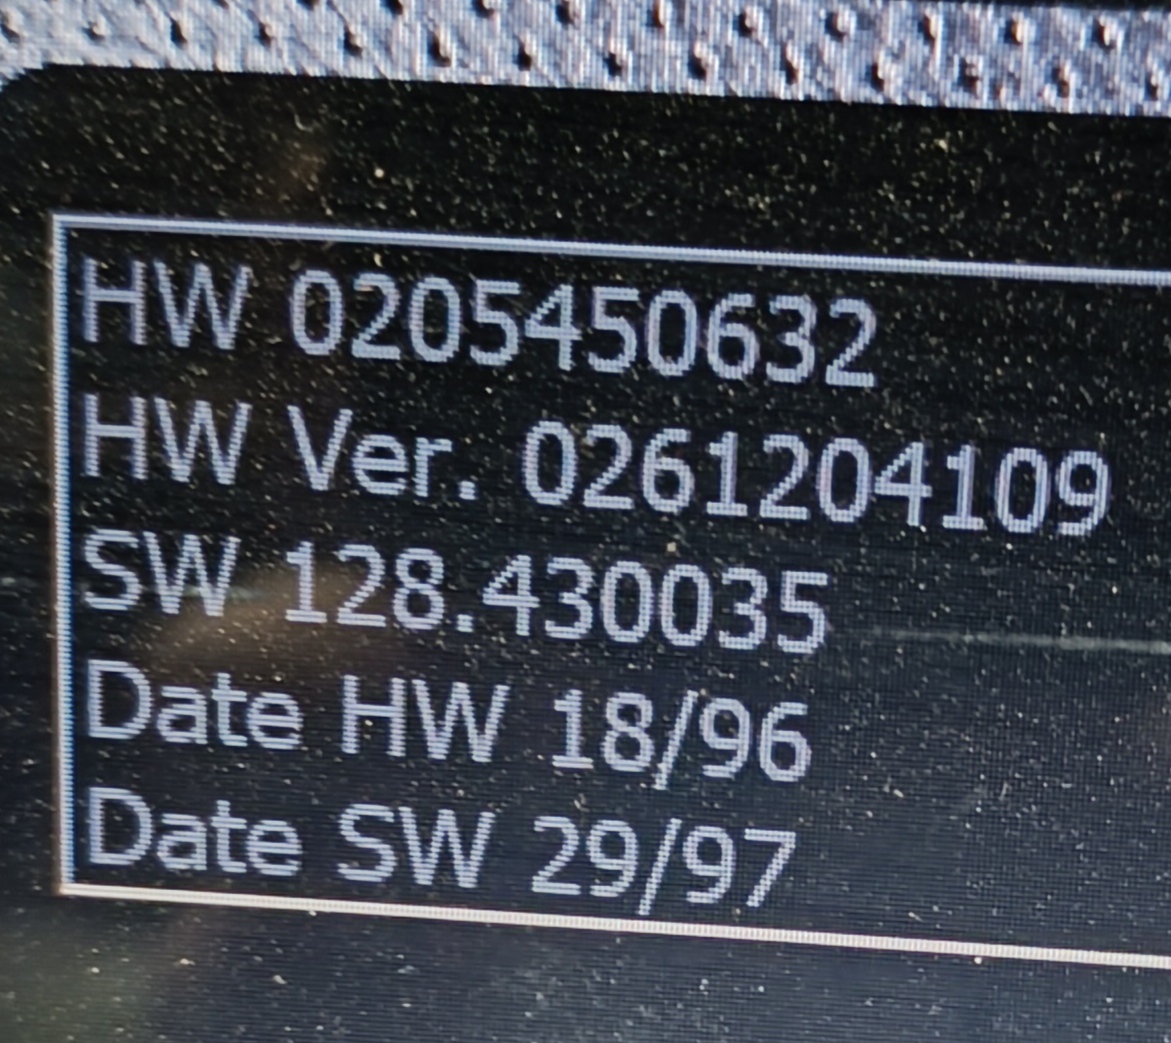 HW 0205450632
HW Ver. 0261204109
SW 128.430035
Date HW 18/96
Date SW 29/97